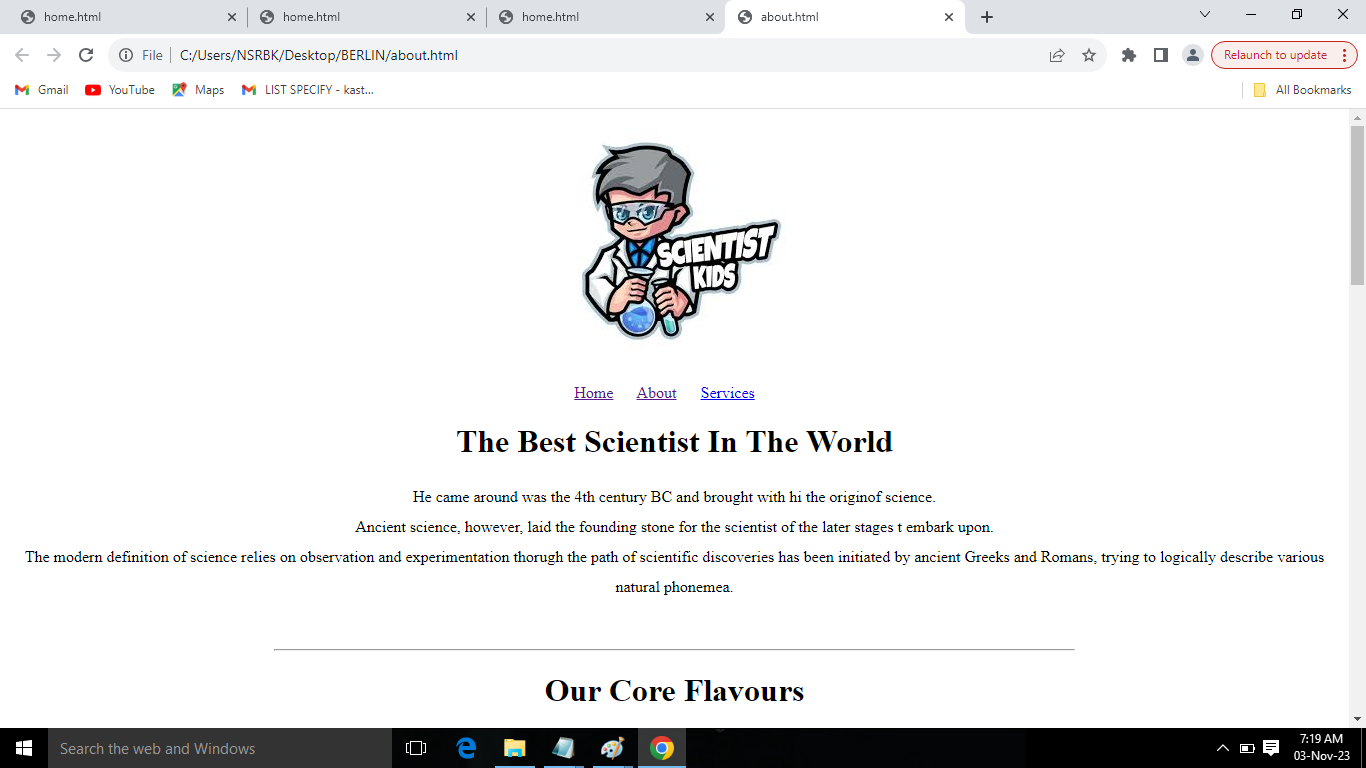 home.html
home.html
home.html
about.html
File
C:/Users/NSRBK/Desktop/BERLIN/about.html
Relaunch to update
Gmail
YouTube
Maps
LIST SPECIFY - kast...
All Bookmarks
SCIENTIST
KIDS
Home About Services
The Best Scientist In The World
He came around was the 4th century BC and brought with hi the originof science.
Ancient science, however, laid the founding stone for the scientist of the later stages t embark upon.
The modern definition of science relies on observation and experimentation thorugh the path of scientific discoveries has been initiated by ancient Greeks and Romans, trying to logically describe various
natural phonemea.
Our Core Flavours
Search the web and Windows
7:19 AM
03-Nov-23